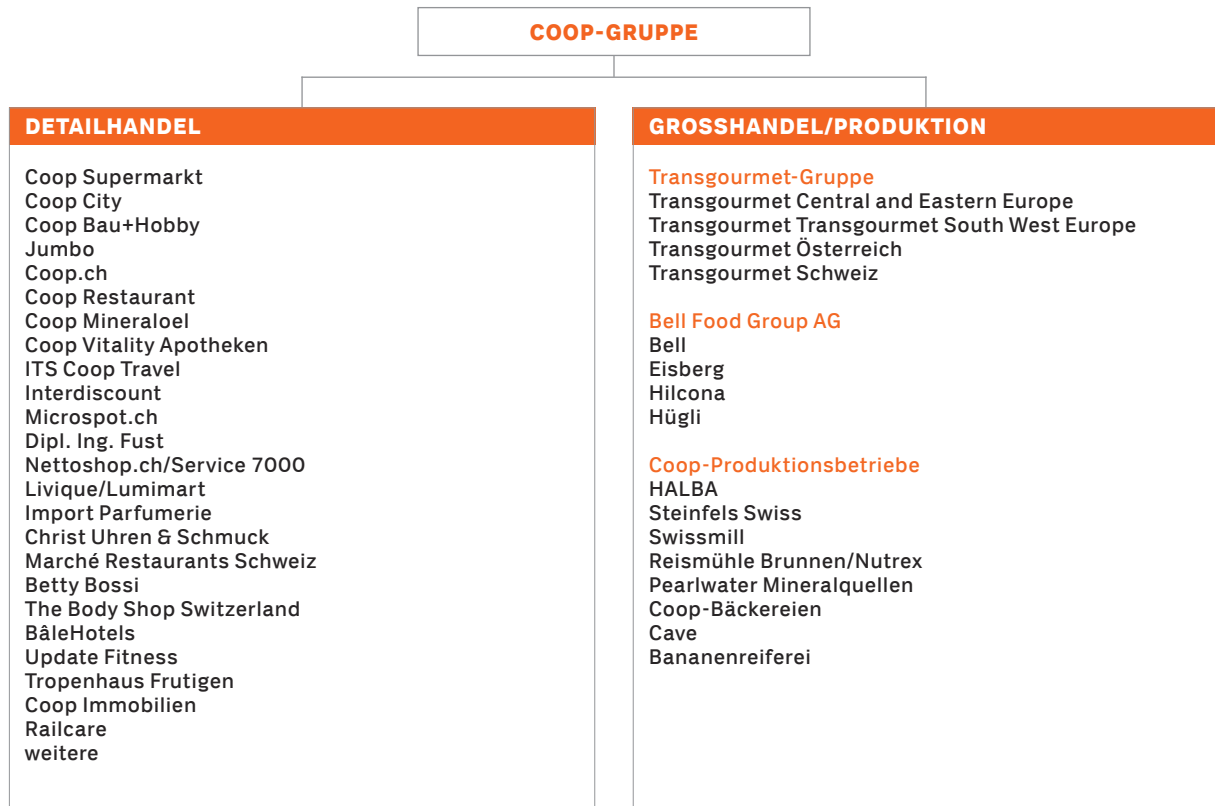 COOP-GRUPPE
DETAILHANDEL
Coop Supermarkt
Coop City
Coop Bau+Hobby
Jumbo
Coop.ch
Coop Restaurant
Coop Mineraloel
Coop Vitality Apotheken
ITS Coop Travel
Interdiscount
Microspot.ch
Dipl. Ing. Fust
Nettoshop.ch/Service 7000
Livique/Lumimart
Import Parfumerie
Christ Uhren & Schmuck
Marché Restaurants Schweiz
Betty Bossi
The Body Shop Switzerland
BâleHotels
Update Fitness
Tropenhaus Frutigen
Coop Immobilien
Railcare
weitere
GROSSHANDEL/PRODUKTION
Transgourmet-Gruppe
Transgourmet Central and Eastern Europe
Transgourmet Transgourmet South West Europe
Transgourmet Österreich
Transgourmet Schweiz
Bell Food Group AG
Bell
Eisberg
Hilcona
Hügli
Coop-Produktionsbetriebe
HALBA
Steinfels Swiss
Swissmill
Reismühle Brunnen/Nutrex
Pearlwater Mineralquellen
Coop-Bäckereien
Cave
Bananenreiferei